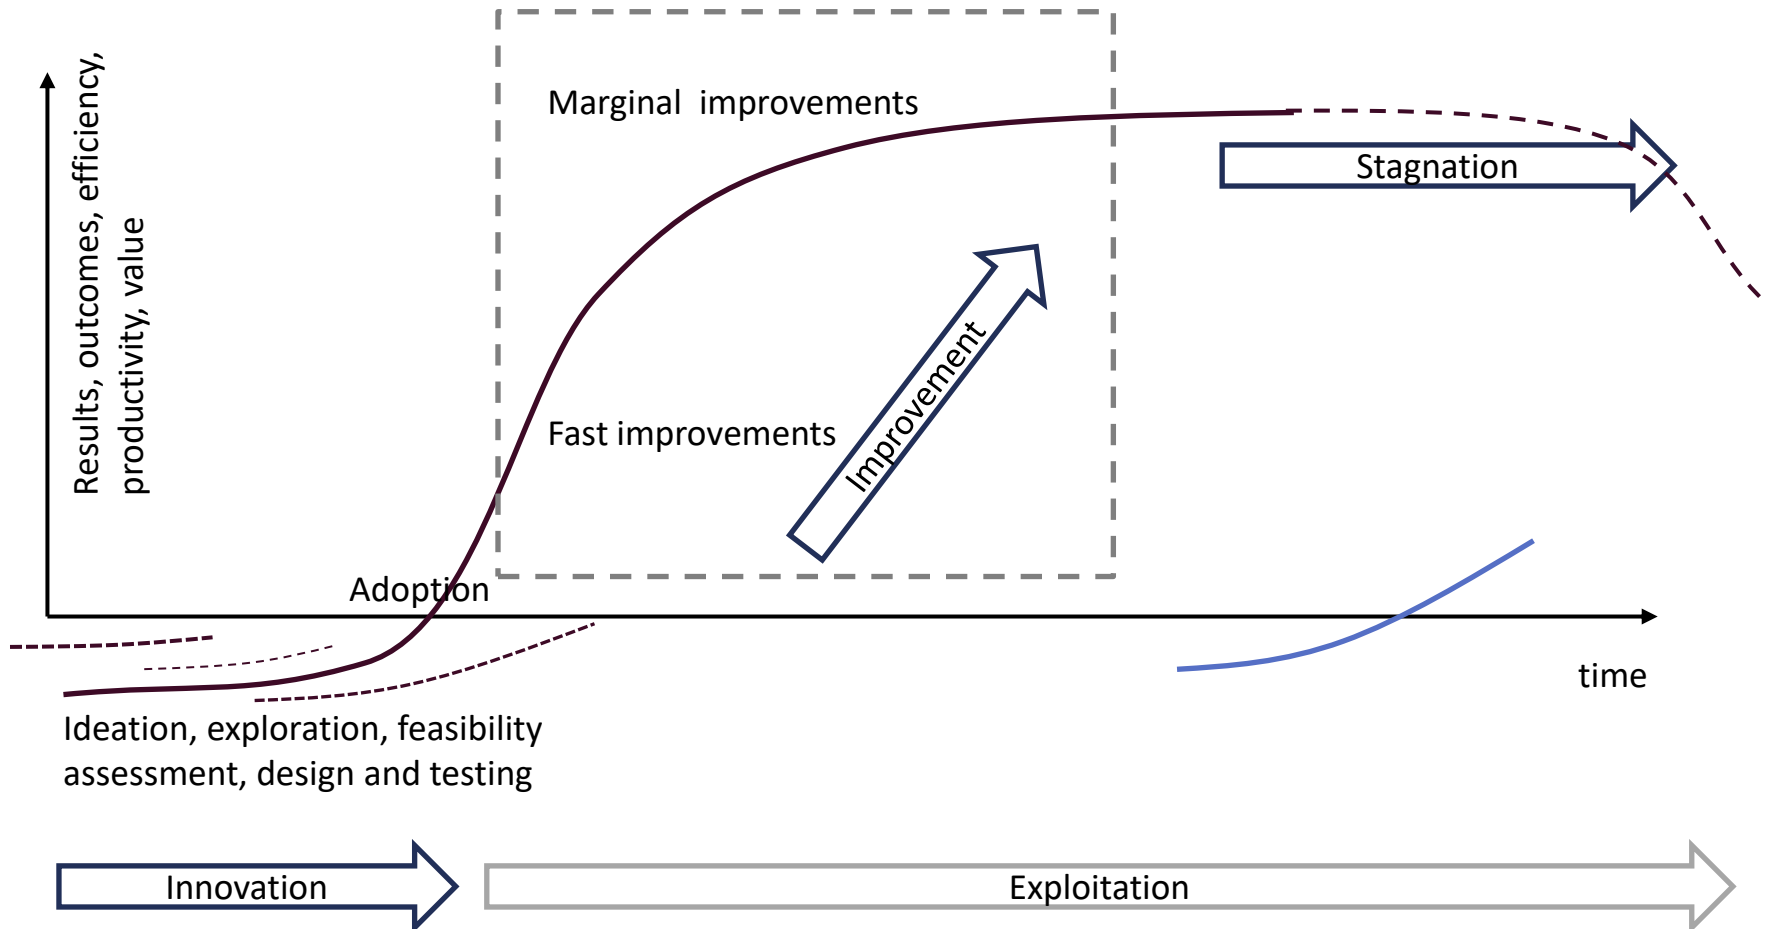 Results, outcomes, efficiency,
productivity, value
Marginal  improvements
Stagnation
Improvement
Fast improvements
Adoption
time
Ideation, exploration, feasibility
assessment, design and testing
Innovation
Exploitation